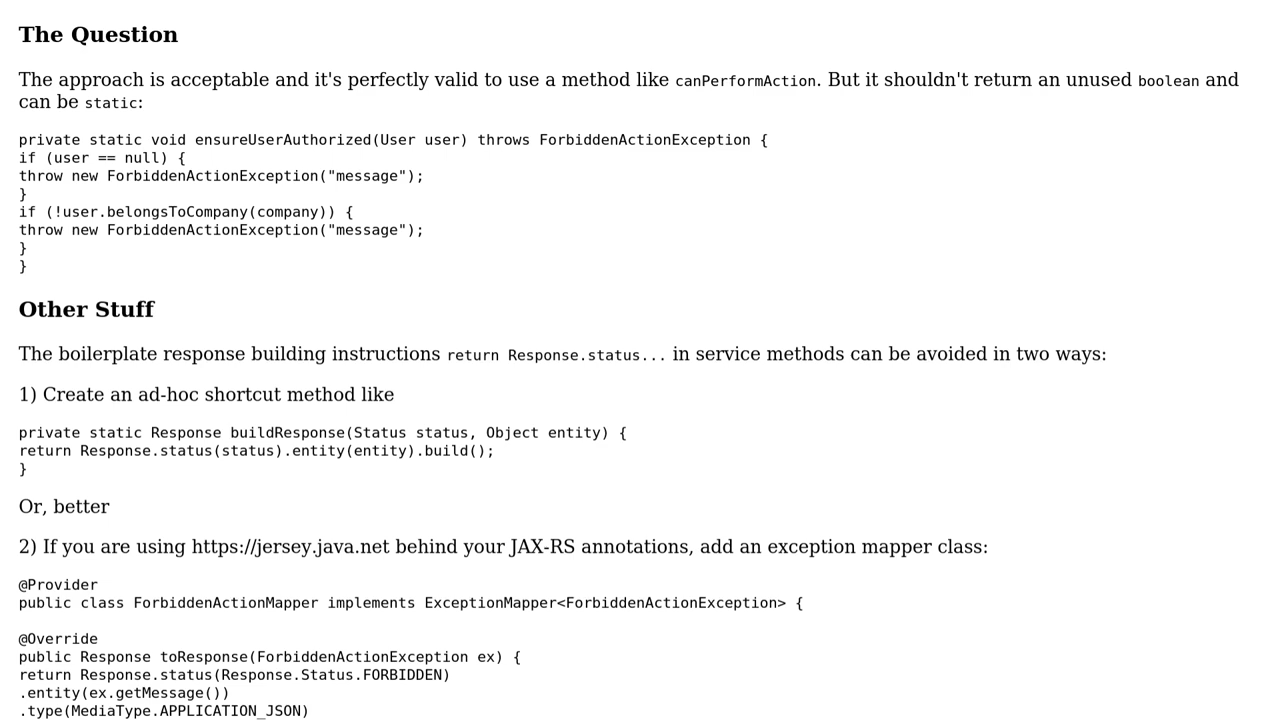 The Question
The approach is acceptable and it's perfectly valid to use a method like canPerformAction. But it shouldn't return an unused boolean and
can be static:
private static void ensureUserAuthorized(User user) throws ForbiddenActionException {
if (user == null) {
throw new ForbiddenActionException("message");
}
if (!user.belongsToCompany(company)) {
throw new ForbiddenActionException("message");
}
}
Other Stuff
The boilerplate response building instructions return Response.status... in service methods can be avoided in two ways:
1) Create an ad-hoc shortcut method like
private static Response buildResponse(Status status, Object entity) {
return Response.status(status).entity(entity).build();
}
Or, better
2) If you are using https://jersey.java.net behind your JAX-RS annotations, add an exception mapper class:
@Provider
public class ForbiddenActionMapper implements ExceptionMapper<ForbiddenActionException> {
@Override
public Response toResponse(ForbiddenActionException ex) {
return Response.status(Response.Status.FORBIDDEN)
.entity(ex.getMessage())
.type(MediaType.APPLICATION_JSON)